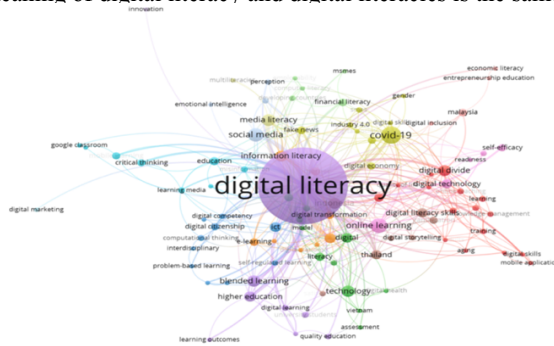 innovation
economic literacy
entrepreneurship education
msmes
perception
emotional intelligence
financial literacy
gender
malaysia
media literacy
fake news
industry 4.0
digital inclusion
social media
covid-19
google classroom
critical thinking
education
information literacy
digital economy
self-efficacy
readiness
digital divide
learning media
digital literacy
digital technology
learning
digital marketing
digital competency
digital transformation
digital literacy skills
digital citizenship
ict
model
online learning
training
computational thinking
e-learning
digital
digital storytelling
interdisciplinary
literacy
thailand
aging
digital skills
problem-based learning
self-regulated learning
mobile applicatio
blended learning
technology
higher education
digital learning
vietnam
assessment
learning outcomes
quality education